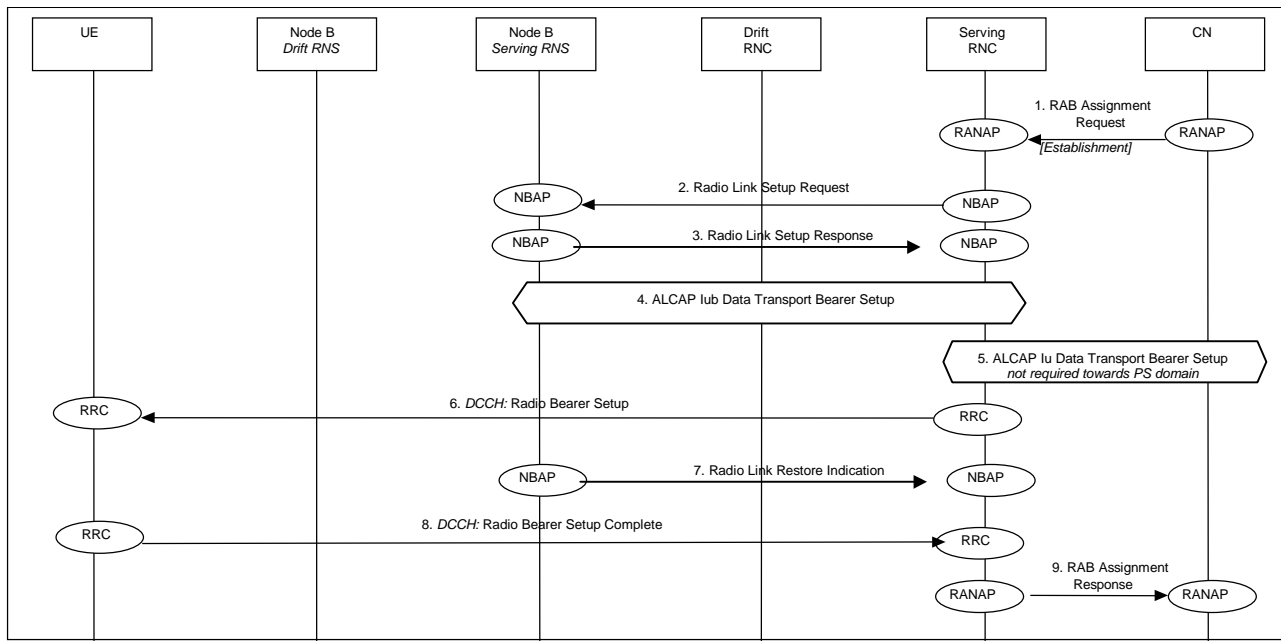 UE
Node B
Drift RNS
Node B
Serving RNS
Drift
RNC
Serving
RNC
CN
1. RAB Assignment
Request
RANAP
RANAP
[Establishment]
2. Radio Link Setup Request
NBAP
NBAP
NBAP
3. Radio Link Setup Response
NBAP
4. ALCAP Iub Data Transport Bearer Setup
5. ALCAP Iu Data Transport Bearer Setup
not required towards PS domain
RRC
6. DCCH: Radio Bearer Setup
RRC
NBAP
7. Radio Link Restore Indication
NBAP
RRC
8. DCCH: Radio Bearer Setup Complete
RRC
9. RAB Assignment
Response
RANAP
RANAP